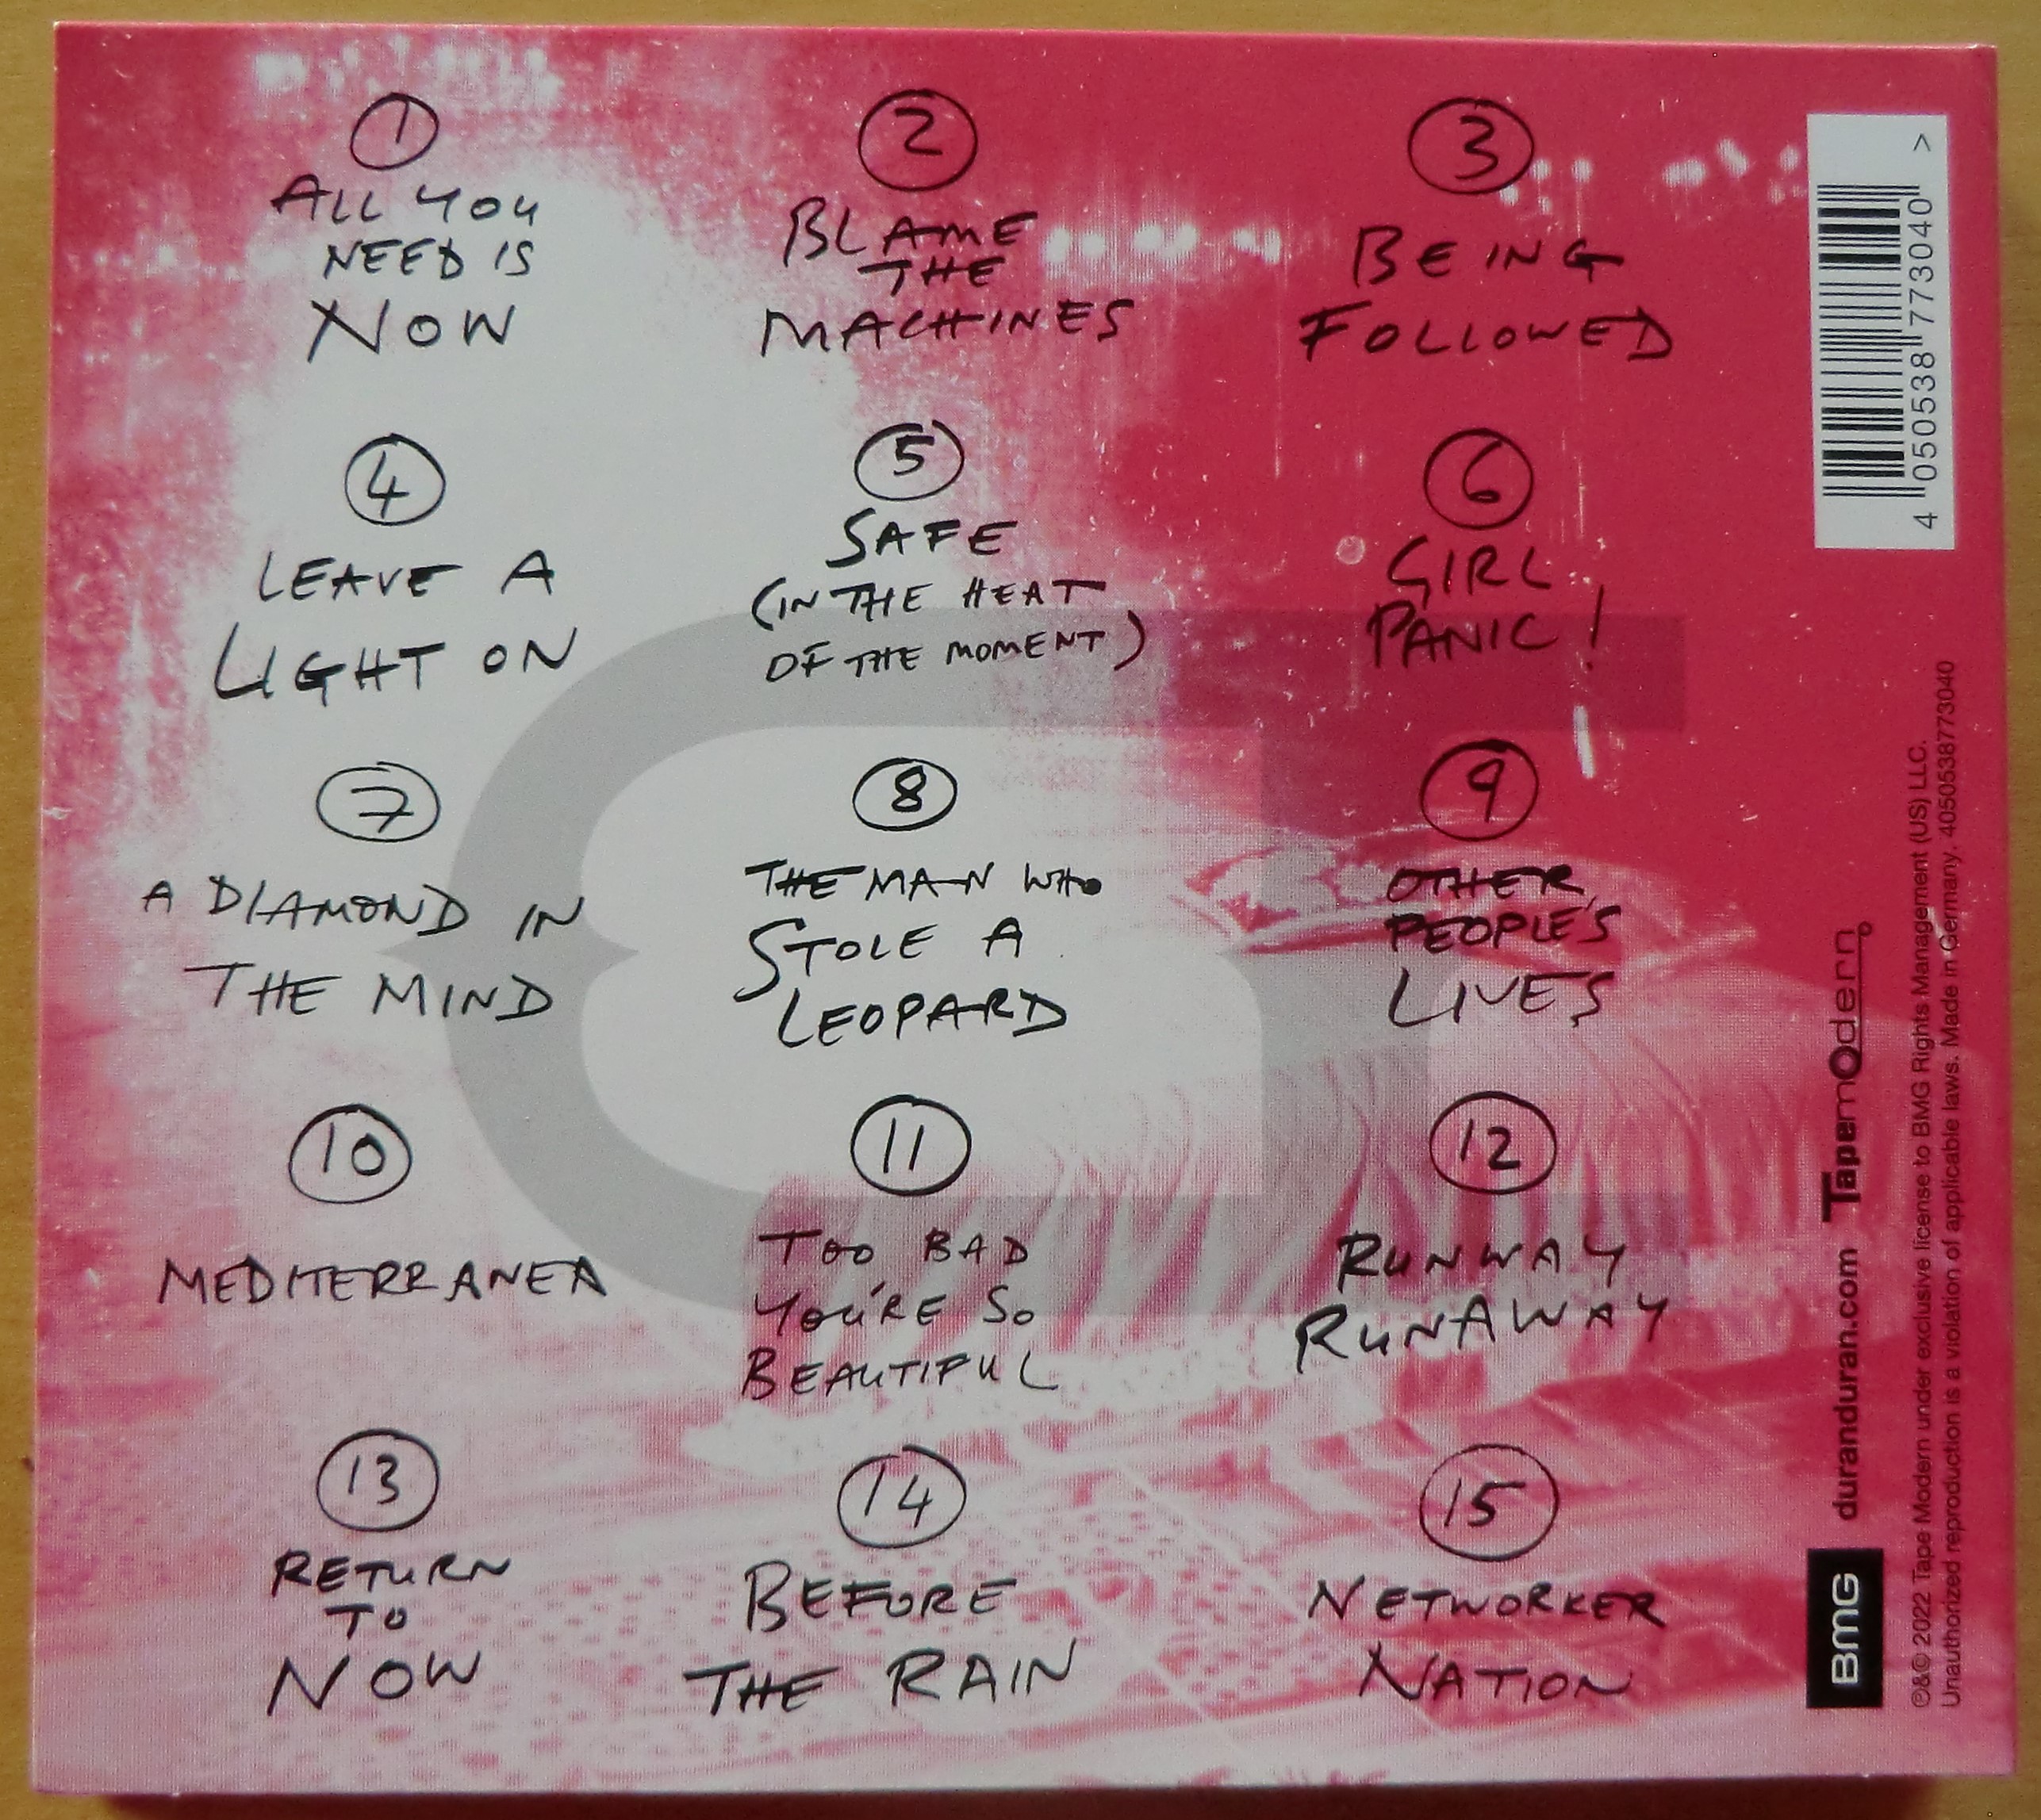 1
ALL YOU
NEED IS
NOW
2
BLAME
THE
MACHINES
3
BEING
FOLLOWED
4
LEAVE A
LIGHT ON
5
SAFE
(IN THE HEAT
OF THE MOMENT)
6
GIRL
PANIC!
7
A DIAMOND IN
THE MIND
8
THE MAN WHO
STOLE A
LEOPARD
9
OTHER
PEOPLE'S
LIVES
10
MEDITERRANEA
11
TOO BAD
YOU'RE SO
BEAUTIFUL
12
RUNWAY
RUNAWAY
13
RETURN
TO
NOW
14
BEFORE
THE RAIN
15
NETWORKER
NATION
4 050538 773040 >
BMG
duranduran.com
Tapemodern
℗&© 2022 Tape Modern under exclusive license to BMG Rights Management (US) LLC.
Unauthorized reproduction is a violation of applicable laws. Made in Germany. 4050538773040